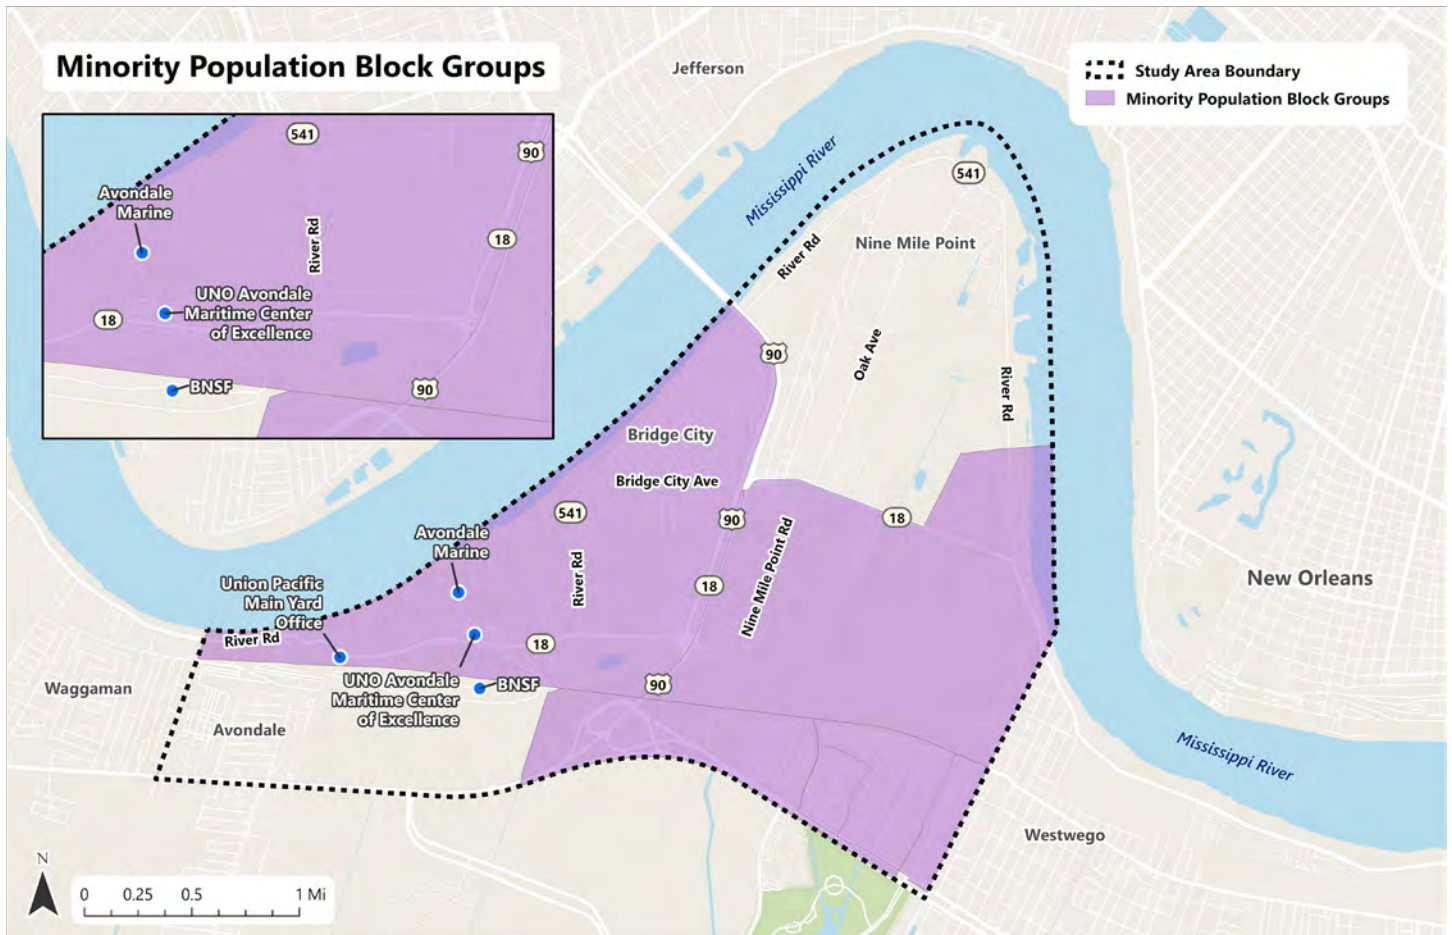 Minority Population Block Groups
Study Area Boundary
Minority Population Block Groups
541
90
Avondale
Marine
River Rd
18
UNO Avondale
Maritime Center
of Excellence
18
BNSF
90
Jefferson
Mississippi River
541
River Rd
Nine Mile Point
90
Oak Ave
River Rd
Bridge City
Bridge City Ave
541
90
18
Avondale
Marine
River Rd
Nine Mile Point Rd
18
New Orleans
Union Pacific
Main Yard
Office
River Rd
18
UNO Avondale
Maritime Center
of Excellence
BNSF
90
Waggaman
Avondale
Mississippi River
Westwego
N
0 0.25 0.5 1 Mi